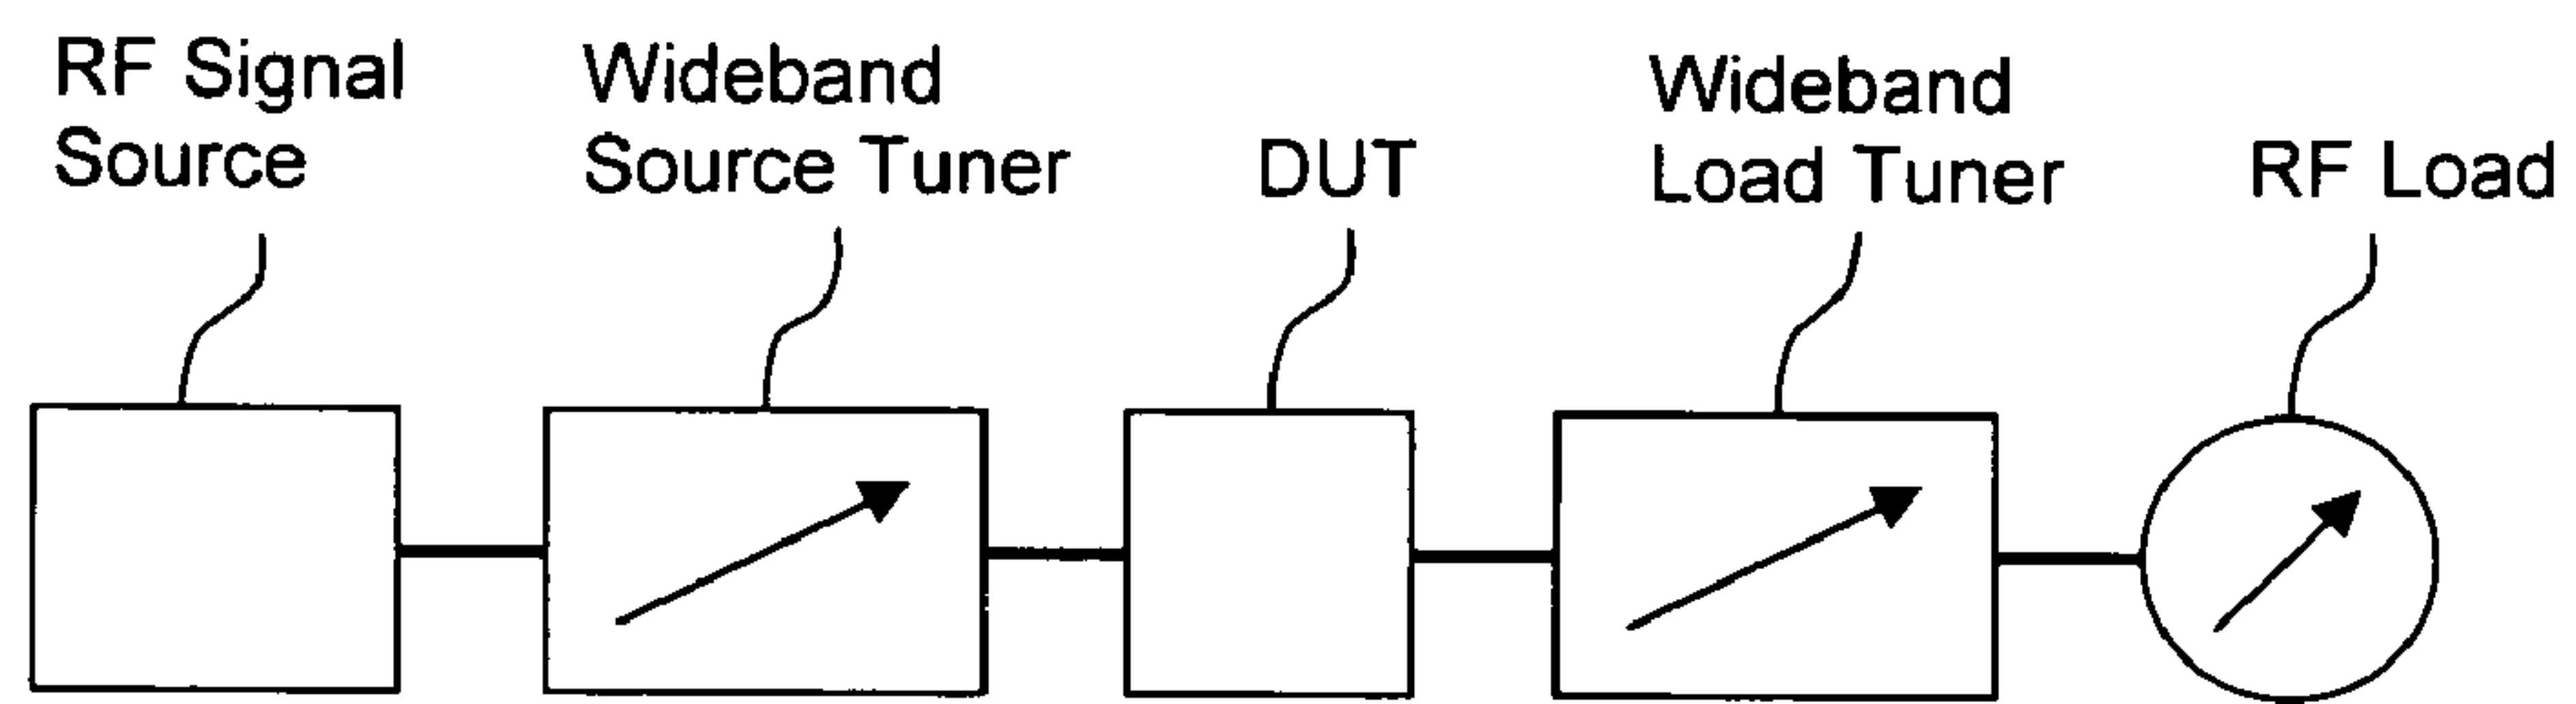 RF Signal
Source
Wideband
Source Tuner
DUT
Wideband
Load Tuner
RF Load